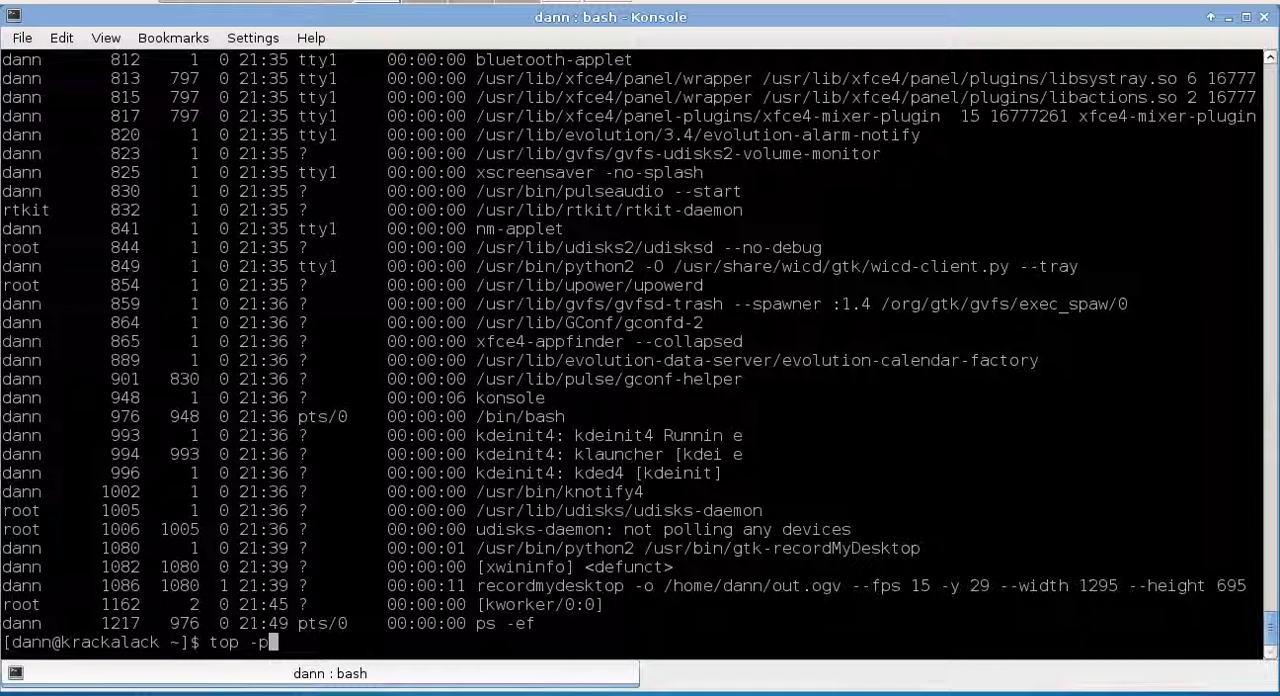 dann : bash - Konsole
File Edit View Bookmarks Settings Help
dann 812 1 0 21:35 tty1 00:00:00 bluetooth-applet
dann 813 797 0 21:35 tty1 00:00:00 /usr/lib/xfce4/panel/wrapper /usr/lib/xfce4/panel/plugins/libsystray.so 6 16777
dann 815 797 0 21:35 tty1 00:00:00 /usr/lib/xfce4/panel/wrapper /usr/lib/xfce4/panel/plugins/libactions.so 2 16777
dann 817 797 0 21:35 tty1 00:00:00 /usr/lib/xfce4/panel-plugins/xfce4-mixer-plugin 15 16777261 xfce4-mixer-plugin
dann 820 1 0 21:35 tty1 00:00:00 /usr/lib/evolution/3.4/evolution-alarm-notify
dann 823 1 0 21:35 ? 00:00:00 /usr/lib/gvfs/gvfs-udisks2-volume-monitor
dann 825 1 0 21:35 tty1 00:00:00 xscreensaver -no-splash
dann 830 1 0 21:35 ? 00:00:00 /usr/bin/pulseaudio --start
rtkit 832 1 0 21:35 ? 00:00:00 /usr/lib/rtkit/rtkit-daemon
dann 841 1 0 21:35 tty1 00:00:00 nm-applet
root 844 1 0 21:35 ? 00:00:00 /usr/lib/udisks2/udisksd --no-debug
dann 849 1 0 21:35 tty1 00:00:00 /usr/bin/python2 -O /usr/share/wicd/gtk/wicd-client.py --tray
root 854 1 0 21:35 ? 00:00:00 /usr/lib/upower/upowerd
dann 859 1 0 21:36 ? 00:00:00 /usr/lib/gvfs/gvfsd-trash --spawner :1.4 /org/gtk/gvfs/exec_spaw/0
dann 864 1 0 21:36 ? 00:00:00 /usr/lib/GConf/gconfd-2
dann 865 1 0 21:36 ? 00:00:00 xfce4-appfinder --collapsed
dann 889 1 0 21:36 ? 00:00:00 /usr/lib/evolution-data-server/evolution-calendar-factory
dann 901 830 0 21:36 ? 00:00:00 /usr/lib/pulse/gconf-helper
dann 948 1 0 21:36 ? 00:00:06 konsole
dann 976 948 0 21:36 pts/0 00:00:00 /bin/bash
dann 993 1 0 21:36 ? 00:00:00 kdeinit4: kdeinit4 Runnin e
dann 994 993 0 21:36 ? 00:00:00 kdeinit4: klauncher [kdei e
dann 996 1 0 21:36 ? 00:00:00 kdeinit4: kded4 [kdeinit]
dann 1002 1 0 21:36 ? 00:00:00 /usr/bin/knotify4
root 1005 1 0 21:36 ? 00:00:00 /usr/lib/udisks/udisks-daemon
root 1006 1005 0 21:36 ? 00:00:00 udisks-daemon: not polling any devices
dann 1080 1 0 21:39 ? 00:00:01 /usr/bin/python2 /usr/bin/gtk-recordMyDesktop
dann 1082 1080 0 21:39 ? 00:00:00 [xwininfo] <defunct>
dann 1086 1080 1 21:39 ? 00:00:11 recordmydesktop -o /home/dann/out.ogv --fps 15 -y 29 --width 1295 --height 695
root 1162 2 0 21:45 ? 00:00:00 [kworker/0:0]
dann 1217 976 0 21:49 pts/0 00:00:00 ps -ef
[dann@krackalack ~]$ top -p
dann : bash